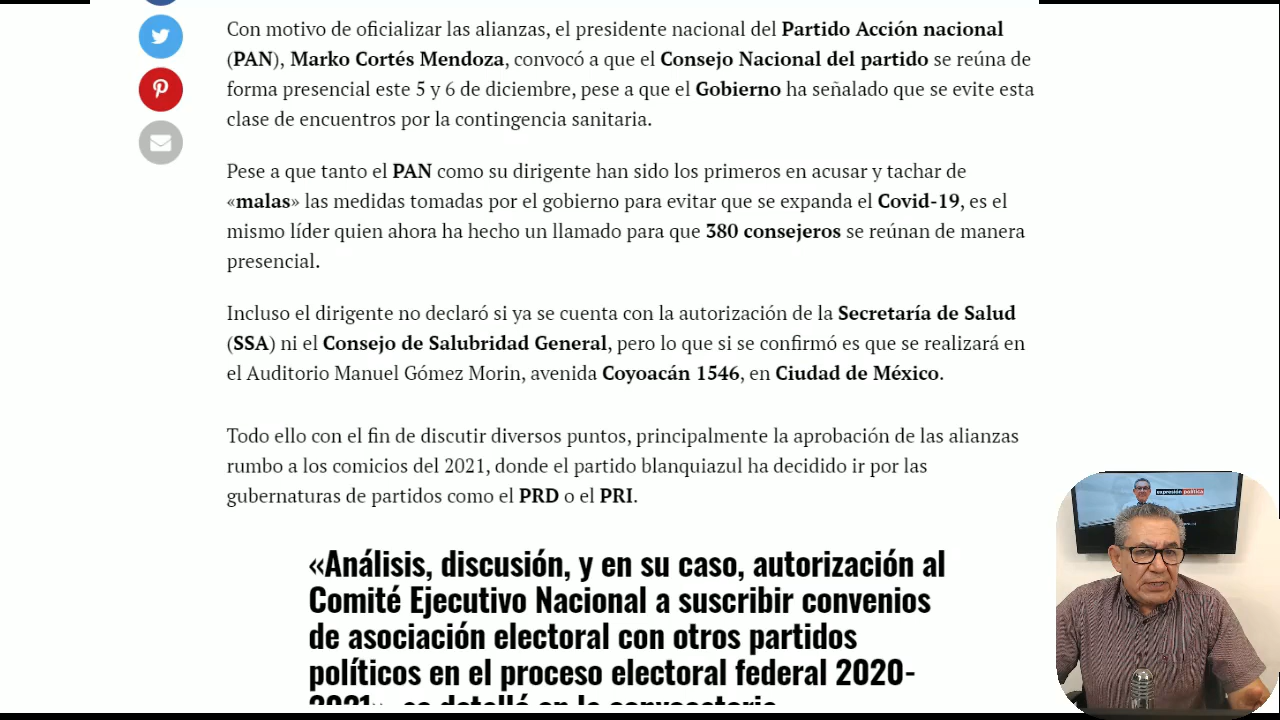 Con motivo de oficializar las alianzas, el presidente nacional del Partido Acción nacional
(PAN), Marko Cortés Mendoza, convocó a que el Consejo Nacional del partido se reúna de
forma presencial este 5 y 6 de diciembre, pese a que el Gobierno ha señalado que se evite esta
clase de encuentros por la contingencia sanitaria.
Pese a que tanto el PAN como su dirigente han sido los primeros en acusar y tachar de
«malas» las medidas tomadas por el gobierno para evitar que se expanda el Covid-19, es el
mismo líder quien ahora ha hecho un llamado para que 380 consejeros se reúnan de manera
presencial.
Incluso el dirigente no declaró si ya se cuenta con la autorización de la Secretaría de Salud
(SSA) ni el Consejo de Salubridad General, pero lo que si se confirmó es que se realizará en
el Auditorio Manuel Gómez Morin, avenida Coyoacán 1546, en Ciudad de México.
Todo ello con el fin de discutir diversos puntos, principalmente la aprobación de las alianzas
rumbo a los comicios del 2021, donde el partido blanquiazul ha decidido ir por las
gubernaturas de partidos como el PRD o el PRI.
«Análisis, discusión, y en su caso, autorización al
Comité Ejecutivo Nacional a suscribir convenios
de asociación electoral con otros partidos
políticos en el proceso electoral federal 2020-
2021», se detalló en la convocatoria
expresión política